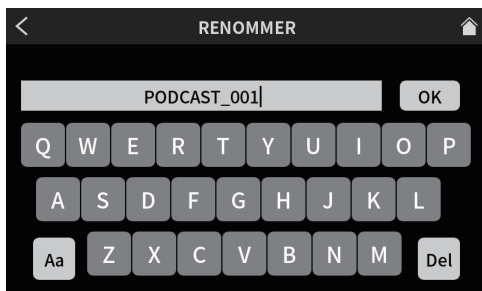 RENOMMER
PODCAST_001
OK
Q W E R T Y U I O P
A S D F G H J K L
Aa Z X C V B N M Del